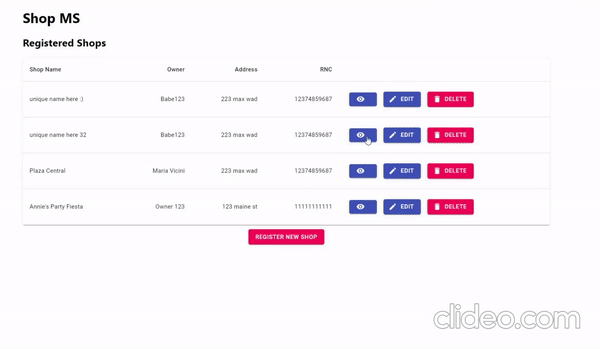 Shop MS
Registered Shops
Shop Name Owner Address RNC
unique name here :) Babe123 223 max wad 12374859687 EDIT DELETE
unique name here 32 Babe123 223 max wad 12374859687 EDIT DELETE
Plaza Central Maria Vicini 223 max wad 12374859687 EDIT DELETE
Annie's Party Fiesta Owner 123 123 maine st 11111111111 EDIT DELETE
REGISTER NEW SHOP
clideo.com